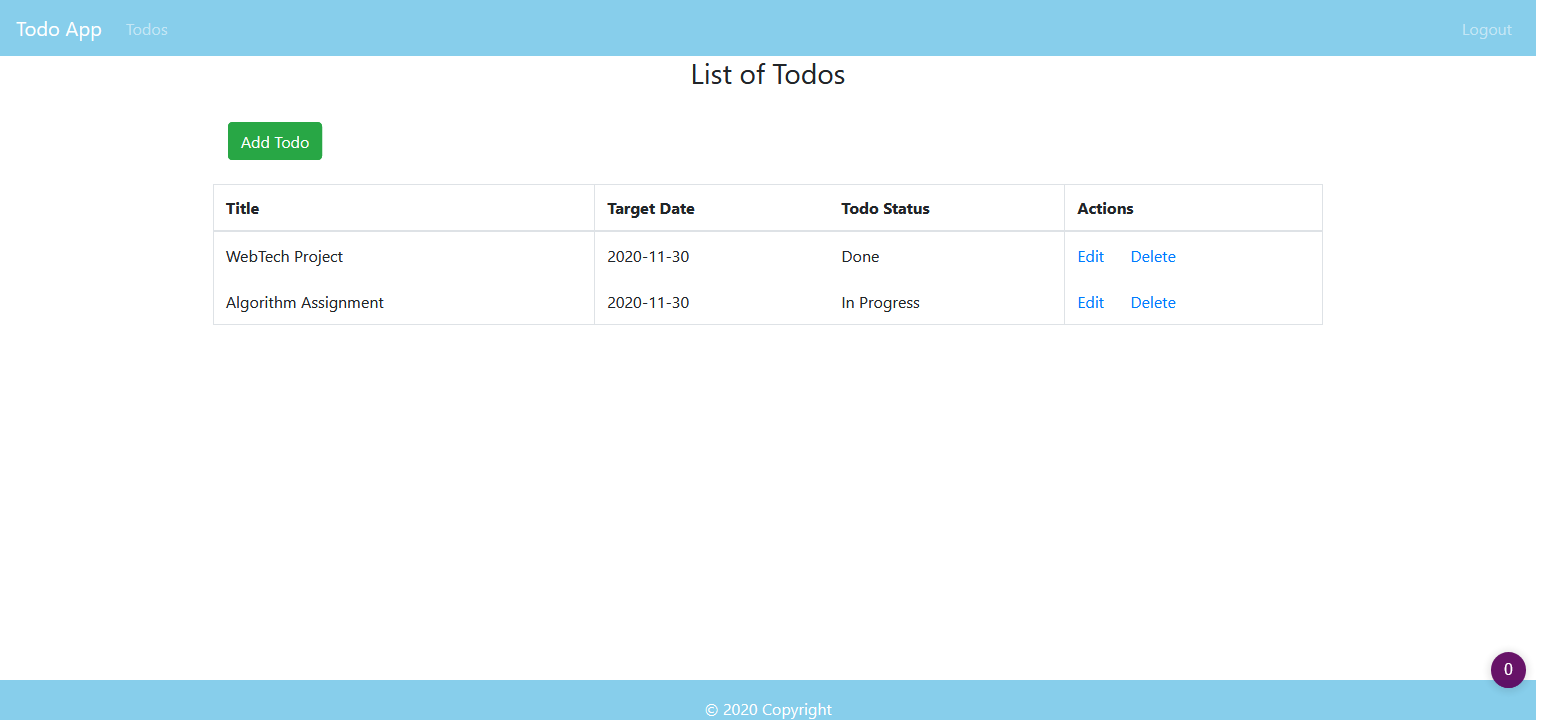 Todo App Todos Logout
List of Todos
Add Todo
Title Target Date Todo Status Actions
WebTech Project 2020-11-30 Done Edit Delete
Algorithm Assignment 2020-11-30 In Progress Edit Delete
0
© 2020 Copyright